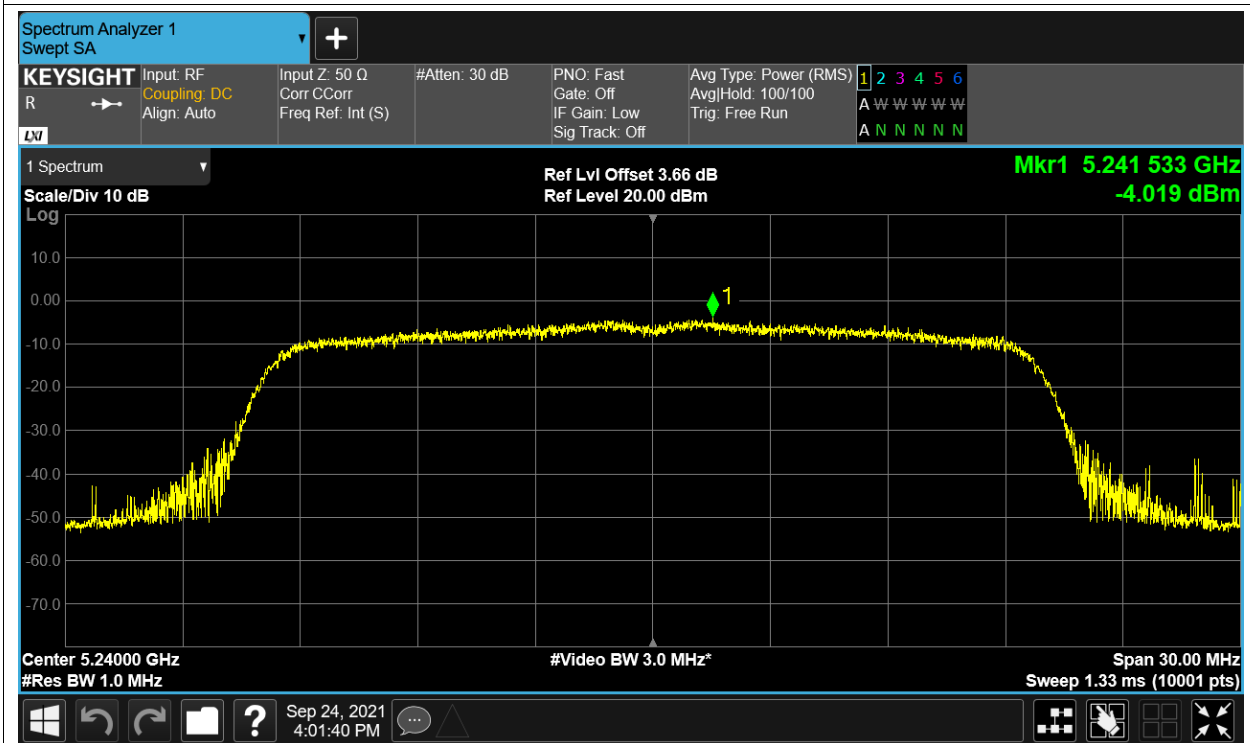 Spectrum Analyzer 1
Swept SA
KEYSIGHT
R
LXI
Input: RF
Coupling: DC
Align: Auto
Input Z: 50 Ω
Corr CCorr
Freq Ref: Int (S)
#Atten: 30 dB
PNO: Fast
Gate: Off
IF Gain: Low
Sig Track: Off
Avg Type: Power (RMS)
Avg|Hold: 100/100
Trig: Free Run
1 2 3 4 5 6
A W W W W W
A N N N N N
1 Spectrum
Scale/Div 10 dB
Log
Ref Lvl Offset 3.66 dB
Ref Level 20.00 dBm
Mkr1 5.241 533 GHz
-4.019 dBm
10.0
0.00
-10.0
-20.0
-30.0
-40.0
-50.0
-60.0
-70.0
1
Center 5.24000 GHz
#Res BW 1.0 MHz
#Video BW 3.0 MHz*
Span 30.00 MHz
Sweep 1.33 ms (10001 pts)
?
Sep 24, 2021
4:01:40 PM